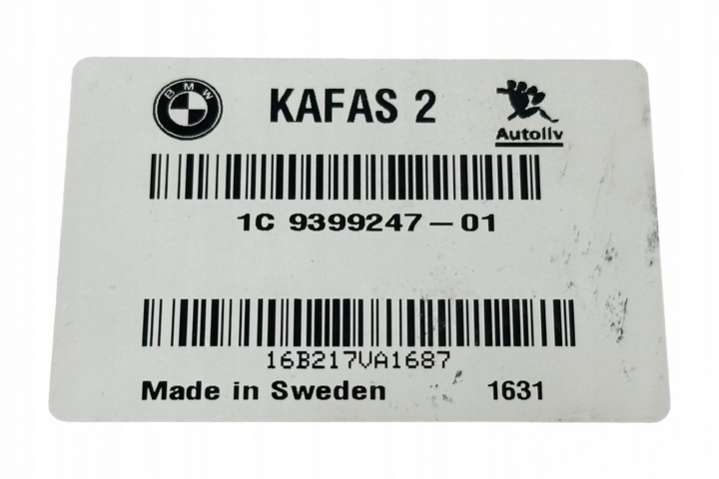 BMW KAFAS 2 Autoliv
1C 9399247-01
16B217VA1687
Made in Sweden 1631